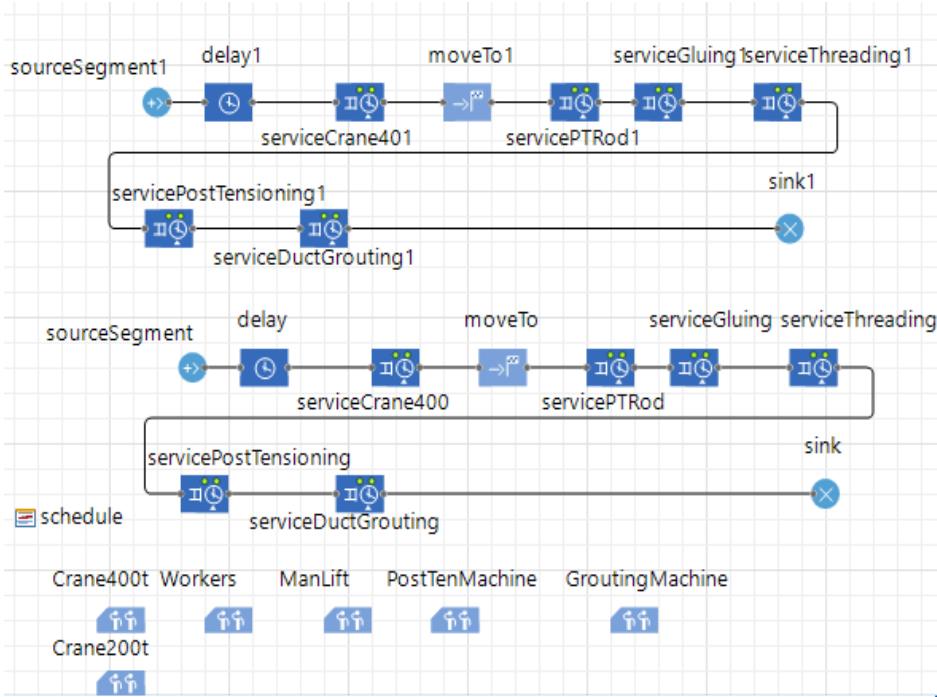 sourceSegment1 delay1 moveTo1 serviceGluing1 serviceThreading1
serviceCrane401 servicePTRod1
servicePostTensioning1 sink1
serviceDuctGrouting1
sourceSegment delay moveTo serviceGluing serviceThreading
serviceCrane400 servicePTRod
servicePostTensioning sink
schedule serviceDuctGrouting
Crane400t Workers ManLift PostTenMachine GroutingMachine
Crane200t